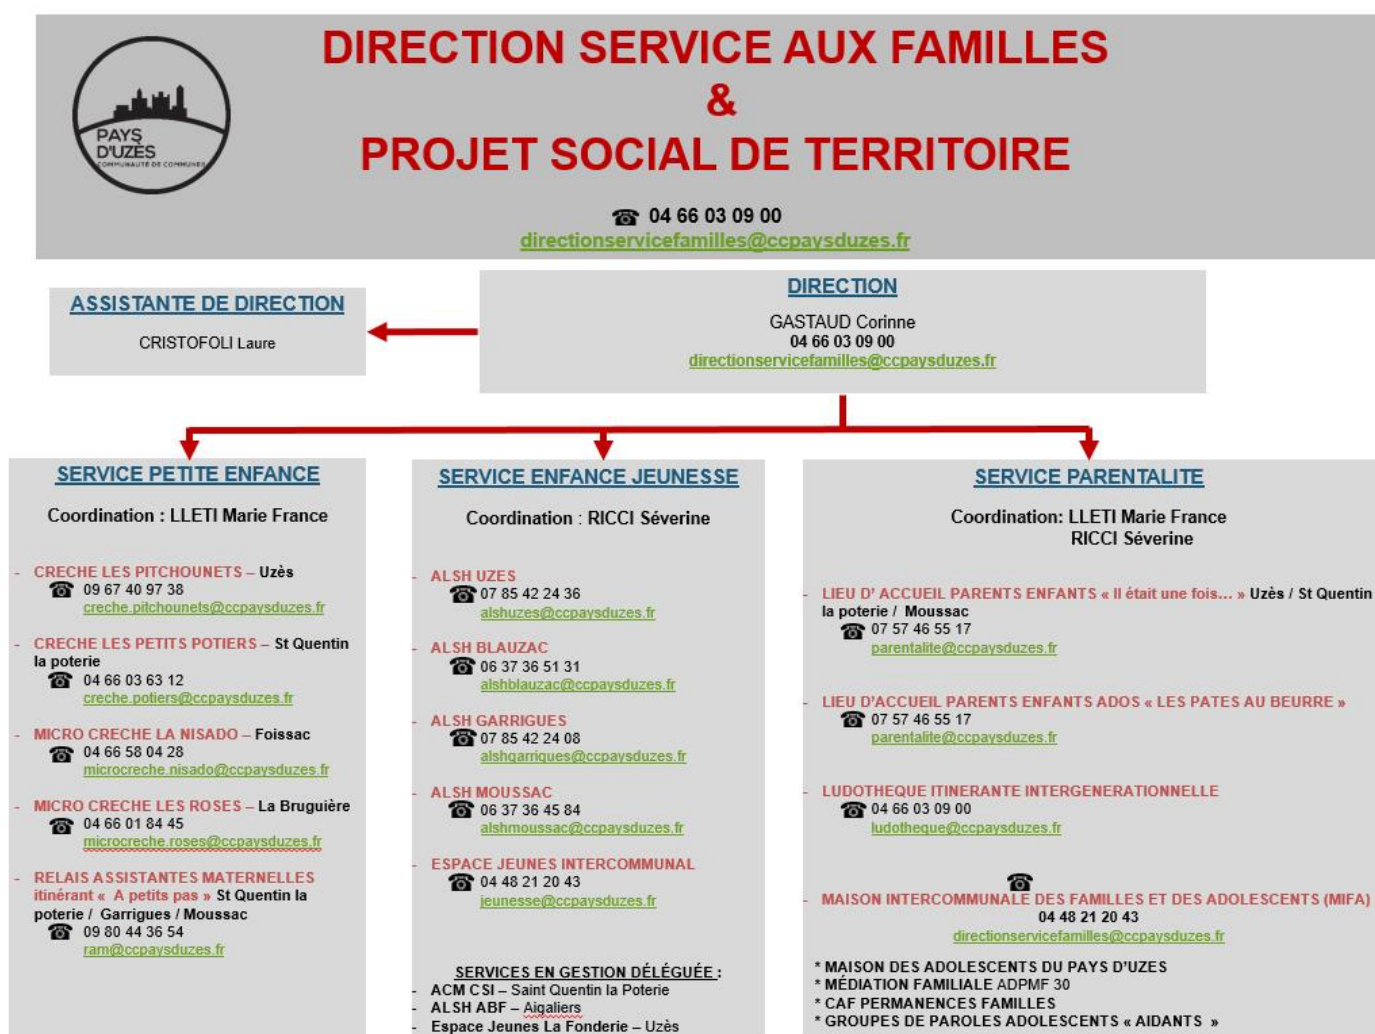 DIRECTION SERVICE AUX FAMILLES
&
PROJET SOCIAL DE TERRITOIRE
PAYS
D'UZÈS
COMMUNAUTÉ DE COMMUNES
☎ 04 66 03 09 00
directionservicefamilles@ccpaysduzes.fr
ASSISTANTE DE DIRECTION
CRISTOFOLI Laure
DIRECTION
GASTAUD Corinne
04 66 03 09 00
directionservicefamilles@ccpaysduzes.fr
SERVICE PETITE ENFANCE
Coordination : LLETI Marie France
- CRECHE LES PITCHOUNETS – Uzès
☎ 09 67 40 97 38
creche.pitchounets@ccpaysduzes.fr
- CRECHE LES PETITS POTIERS – St Quentin
la poterie
☎ 04 66 03 63 12
creche.potiers@ccpaysduzes.fr
- MICRO CRECHE LA NISADO – Foissac
☎ 04 66 58 04 28
microcreche.nisado@ccpaysduzes.fr
- MICRO CRECHE LES ROSES – La Bruguière
☎ 04 66 01 84 45
microcreche.roses@ccpaysduzes.fr
- RELAIS ASSISTANTES MATERNELLES
itinérant « A petits pas » St Quentin la
poterie / Garrigues / Moussac
☎ 09 80 44 36 54
ram@ccpaysduzes.fr
SERVICE ENFANCE JEUNESSE
Coordination : RICCI Séverine
- ALSH UZES
☎ 07 85 42 24 36
alshuzes@ccpaysduzes.fr
- ALSH BLAUZAC
☎ 06 37 36 51 31
alshblauzac@ccpaysduzes.fr
- ALSH GARRIGUES
☎ 07 85 42 24 08
alshgarrigues@ccpaysduzes.fr
- ALSH MOUSSAC
☎ 06 37 36 45 84
alshmoussac@ccpaysduzes.fr
- ESPACE JEUNES INTERCOMMUNAL
☎ 04 48 21 20 43
jeunesse@ccpaysduzes.fr
SERVICES EN GESTION DÉLÉGUÉE :
- ACM CSI – Saint Quentin la Poterie
- ALSH ABF – Aigaliers
- Espace Jeunes La Fonderie – Uzès
SERVICE PARENTALITE
Coordination: LLETI Marie France
RICCI Séverine
- LIEU D' ACCUEIL PARENTS ENFANTS « Il était une fois... » Uzès / St Quentin
la poterie / Moussac
☎ 07 57 46 55 17
parentalite@ccpaysduzes.fr
- LIEU D'ACCUEIL PARENTS ENFANTS ADOS « LES PATES AU BEURRE »
☎ 07 57 46 55 17
parentalite@ccpaysduzes.fr
- LUDOTHEQUE ITINERANTE INTERGENERATIONNELLE
☎ 04 66 03 09 00
ludotheque@ccpaysduzes.fr
☎
- MAISON INTERCOMMUNALE DES FAMILLES ET DES ADOLESCENTS (MIFA)
04 48 21 20 43
directionservicefamilles@ccpaysduzes.fr
* MAISON DES ADOLESCENTS DU PAYS D'UZES
* MÉDIATION FAMILIALE ADPMF 30
* CAF PERMANENCES FAMILLES
* GROUPES DE PAROLES ADOLESCENTS « AIDANTS »